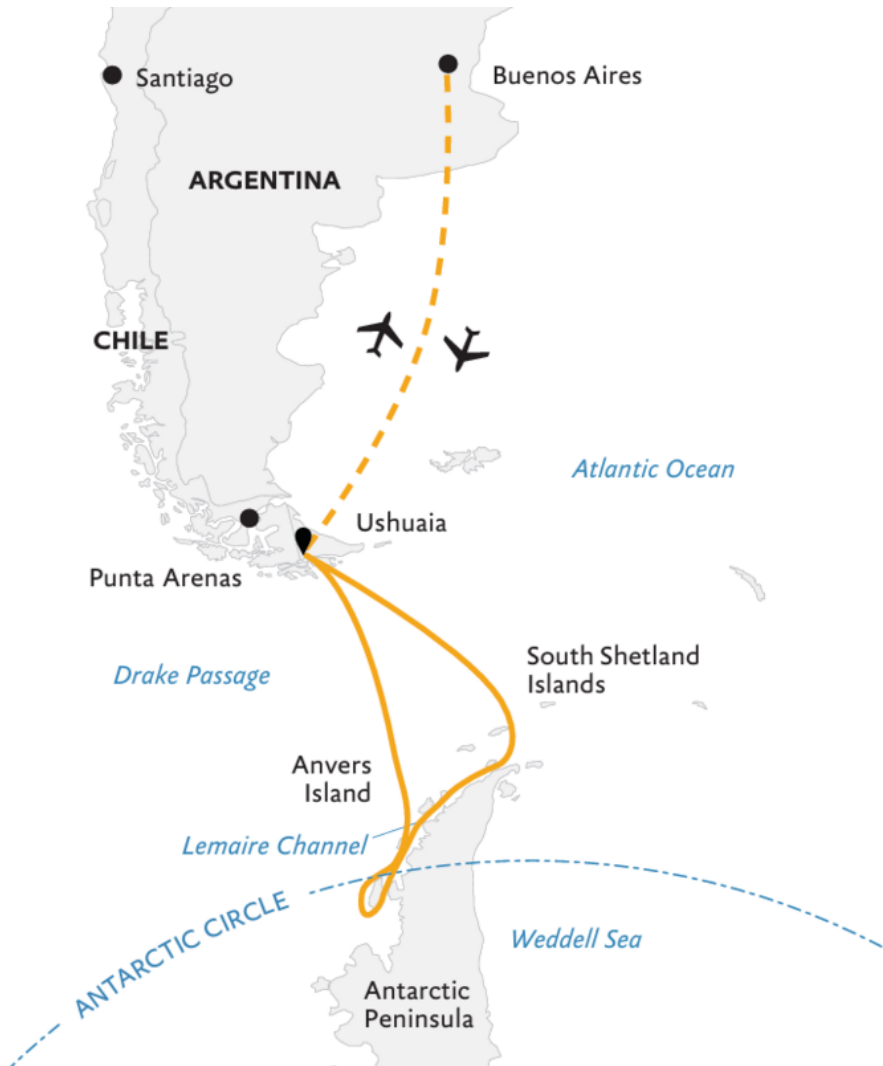 Santiago
Buenos Aires
ARGENTINA
CHILE
Atlantic Ocean
Ushuaia
Punta Arenas
Drake Passage
South Shetland
Islands
Anvers
Island
Lemaire Channel
ANTARCTIC CIRCLE
Weddell Sea
Antarctic
Peninsula